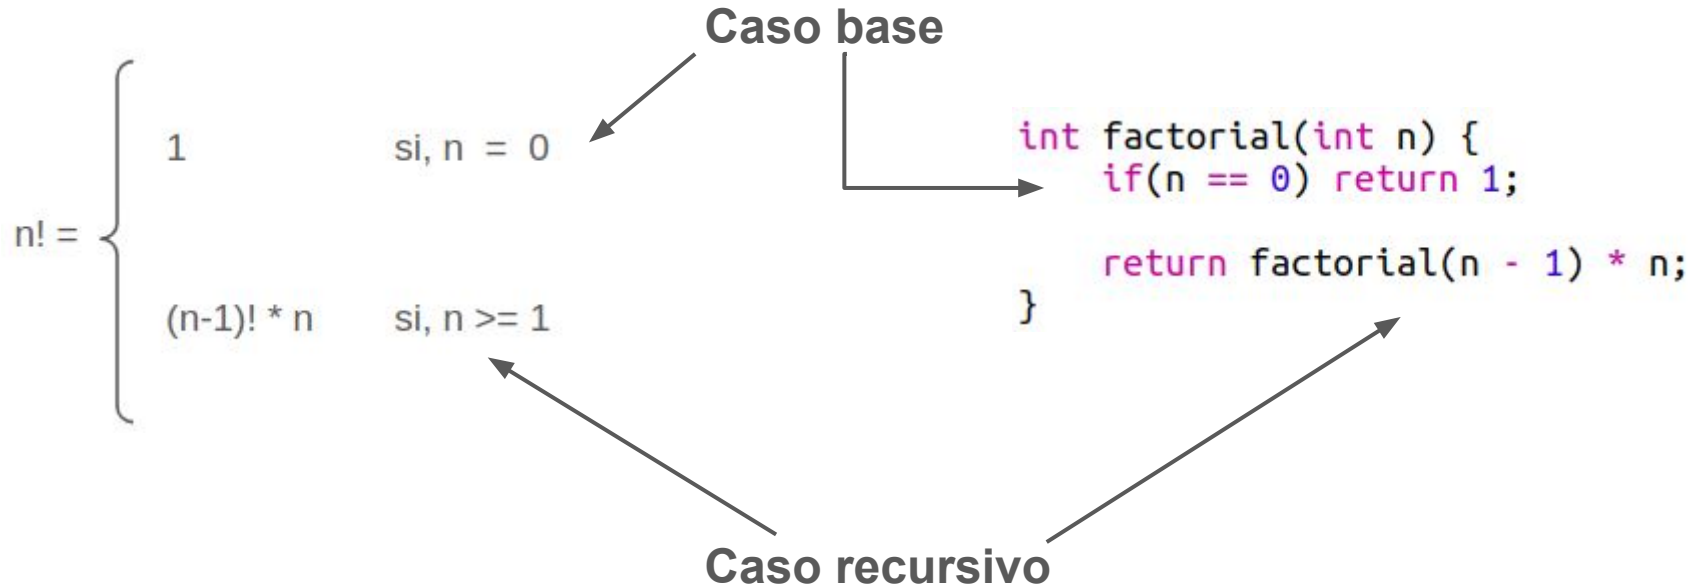 Caso base
n! =
1 si, n = 0
(n-1)! * n si, n >= 1
int factorial(int n) {
if(n == 0) return 1;
return factorial(n - 1) * n;
}
Caso recursivo